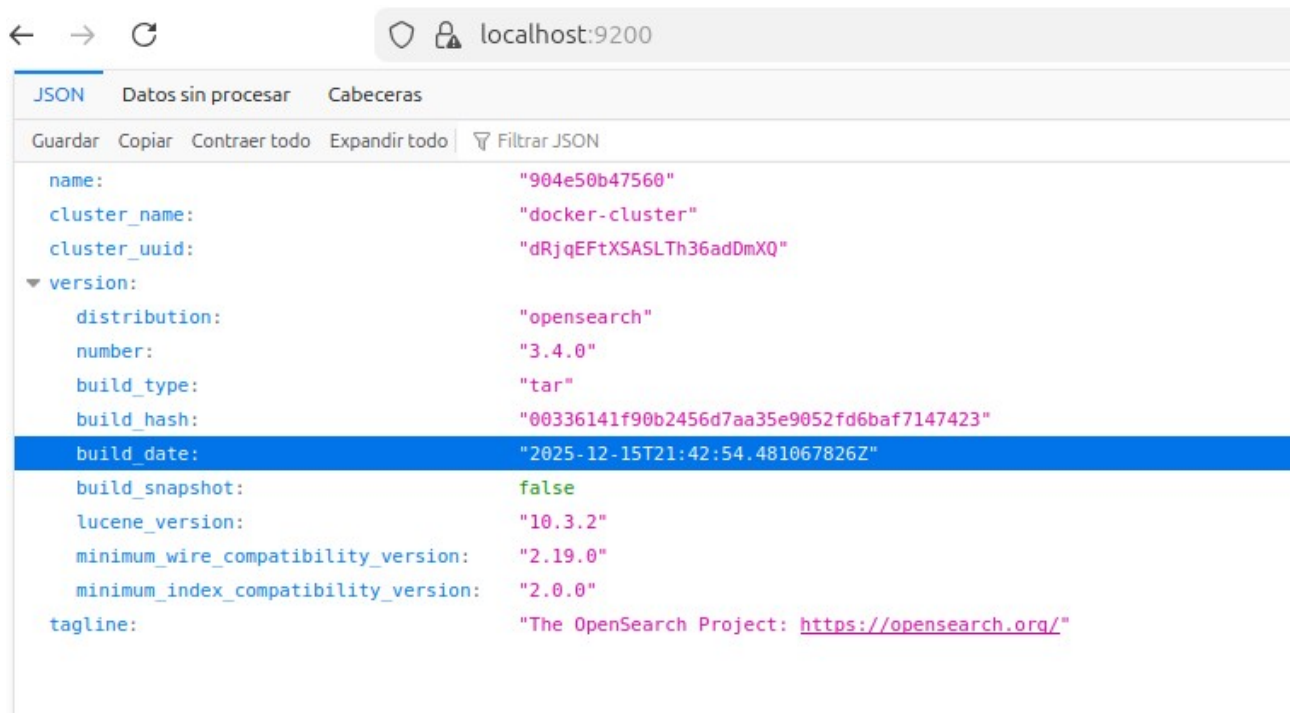 localhost:9200
JSON Datos sin procesar Cabeceras
Guardar Copiar Contraer todo Expandir todo Filtrar JSON
name: "904e50b47560"
cluster_name: "docker-cluster"
cluster_uuid: "dRjqEFtXSASLTh36adDmXQ"
version:
distribution: "opensearch"
number: "3.4.0"
build_type: "tar"
build_hash: "00336141f90b2456d7aa35e9052fd6baf7147423"
build_date: "2025-12-15T21:42:54.481067826Z"
build_snapshot: false
lucene_version: "10.3.2"
minimum_wire_compatibility_version: "2.19.0"
minimum_index_compatibility_version: "2.0.0"
tagline: "The OpenSearch Project: https://opensearch.org/"